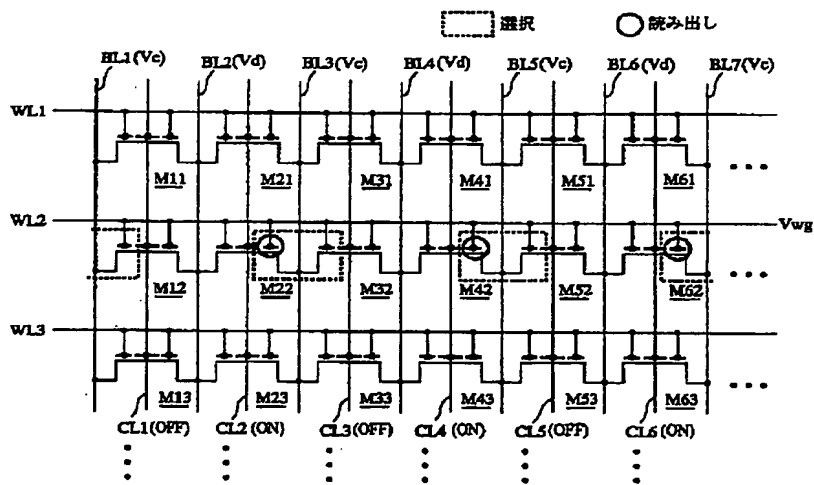 選択 読み出し
BL1(Vc) BL2(Vd) BL3(Vc) BL4(Vd) BL5(Vc) BL6(Vd) BL7(Vc)
WL1
M11 M21 M31 M41 M51 M61
WL2 Vwg
M12 M22 M32 M42 M52 M62
WL3
M13 M23 M33 M43 M53 M63
CL1(OFF) CL2(ON) CL3(OFF) CL4(ON) CL5(OFF) CL6(ON)